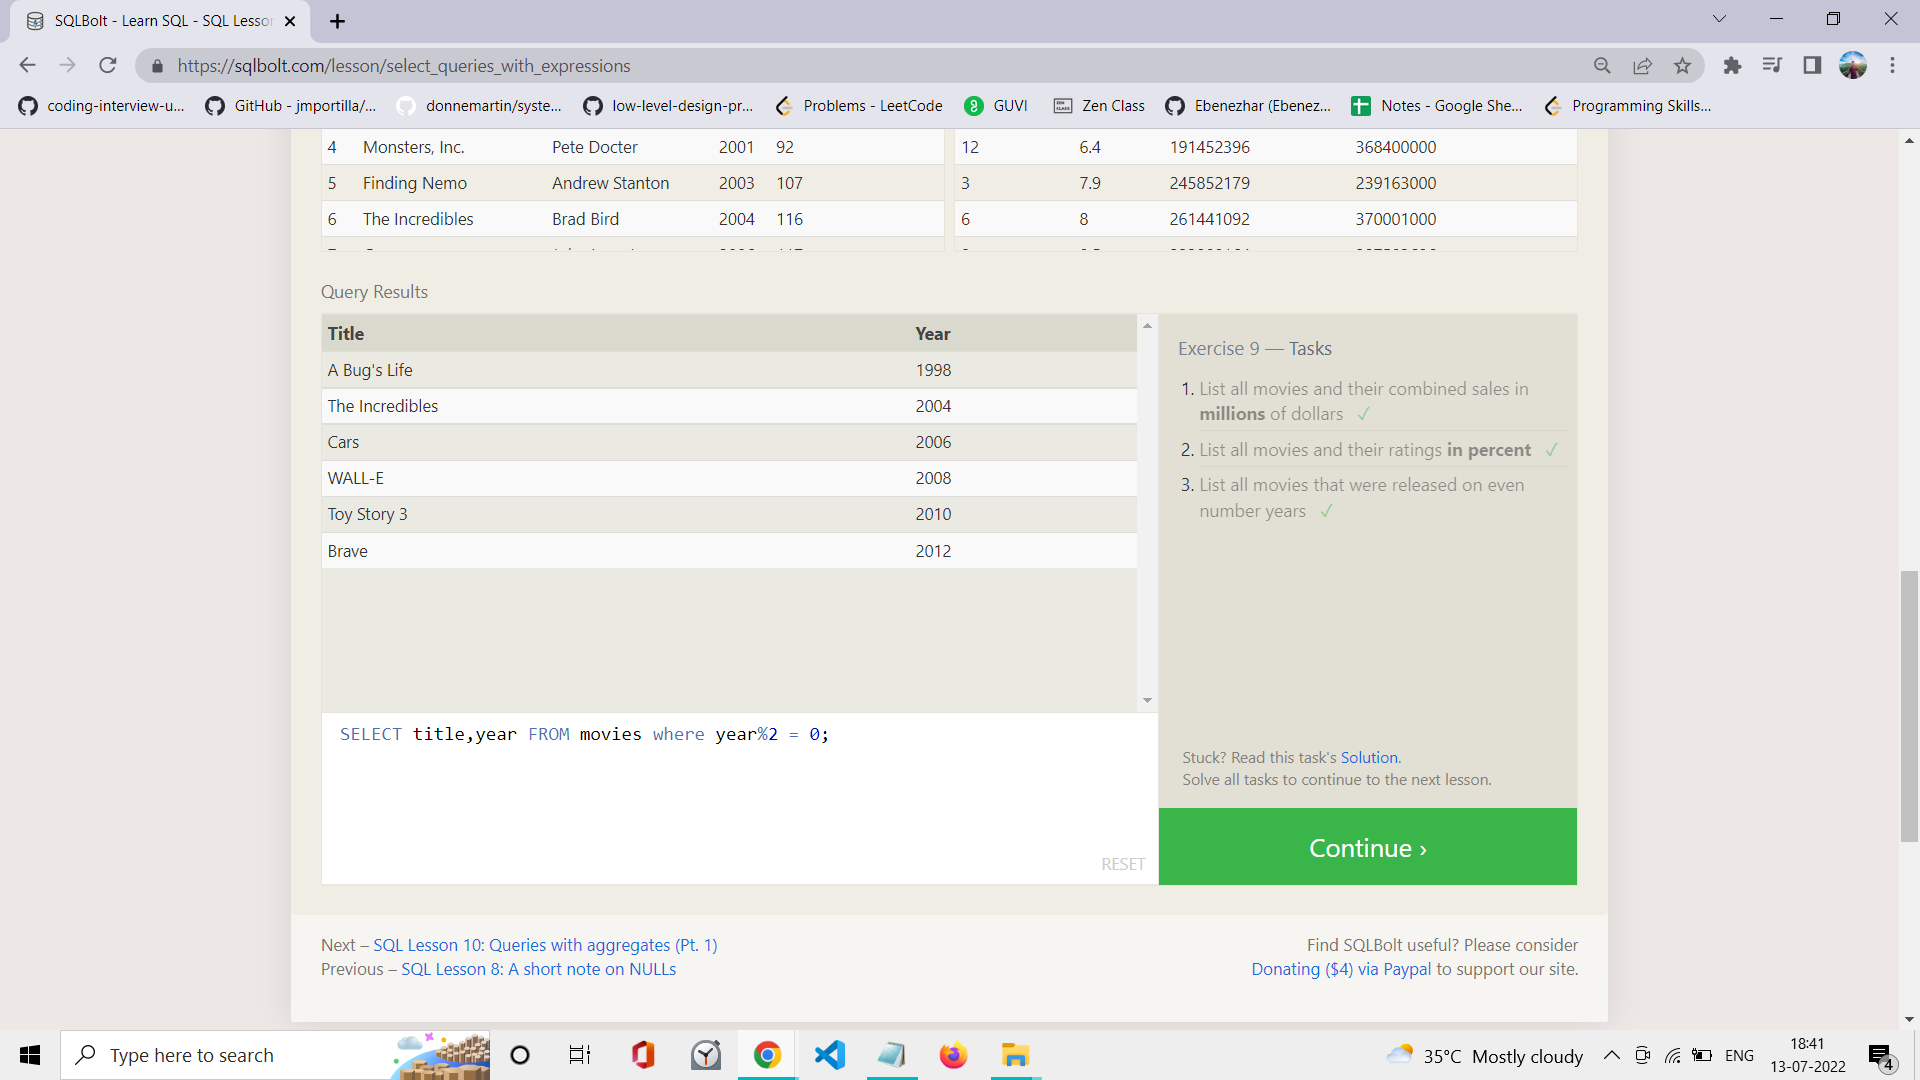 SQLBolt - Learn SQL - SQL Lesson
https://sqlbolt.com/lesson/select_queries_with_expressions
coding-interview-u... GitHub - jmportilla/... donnemartin/syste... low-level-design-pr... Problems - LeetCode GUVI Zen Class Ebenezhar (Ebenez... Notes - Google She... Programming Skills...
4 Monsters, Inc. Pete Docter 2001 92 12 6.4 191452396 368400000
5 Finding Nemo Andrew Stanton 2003 107 3 7.9 245852179 239163000
6 The Incredibles Brad Bird 2004 116 6 8 261441092 370001000
Query Results
Title Year
A Bug's Life 1998
The Incredibles 2004
Cars 2006
WALL-E 2008
Toy Story 3 2010
Brave 2012
SELECT title,year FROM movies where year%2 = 0;
RESET
Exercise 9 — Tasks
1. List all movies and their combined sales in
millions of dollars ✓
2. List all movies and their ratings in percent ✓
3. List all movies that were released on even
number years ✓
Stuck? Read this task's Solution.
Solve all tasks to continue to the next lesson.
Continue ›
Next – SQL Lesson 10: Queries with aggregates (Pt. 1)
Previous – SQL Lesson 8: A short note on NULLs
Find SQLBolt useful? Please consider
Donating ($4) via Paypal to support our site.
Type here to search
35°C Mostly cloudy
ENG
18:41
13-07-2022
4